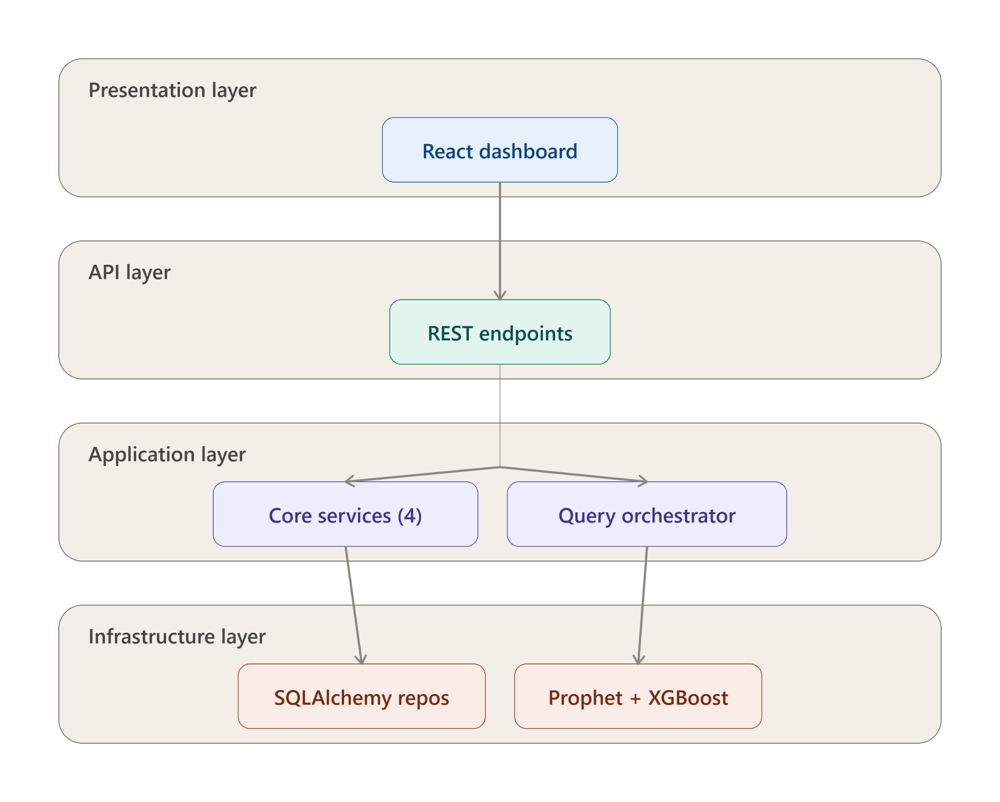 Presentation layer
React dashboard
API layer
REST endpoints
Application layer
Core services (4)
Query orchestrator
Infrastructure layer
SQLAlchemy repos
Prophet + XGBoost